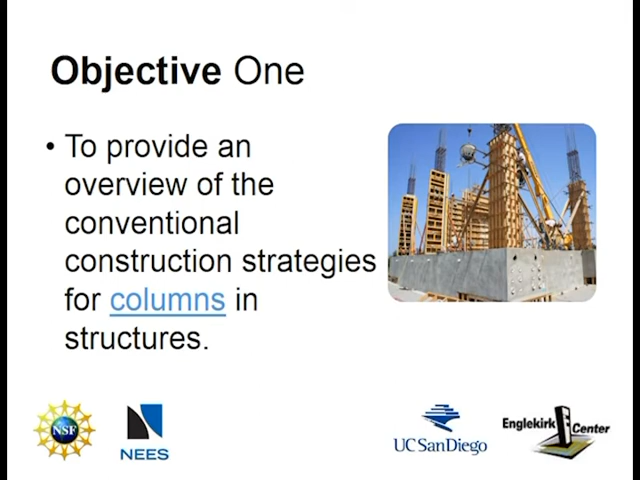 Objective One
• To provide an
overview of the
conventional
construction strategies
for columns in
structures.
NSF
NEES
UC San Diego
Englekirk Center